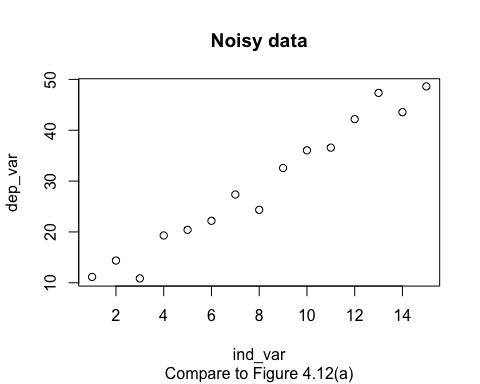 Noisy data
dep_var
50
40
30
20
10
2 4 6 8 10 12 14
ind_var
Compare to Figure 4.12(a)